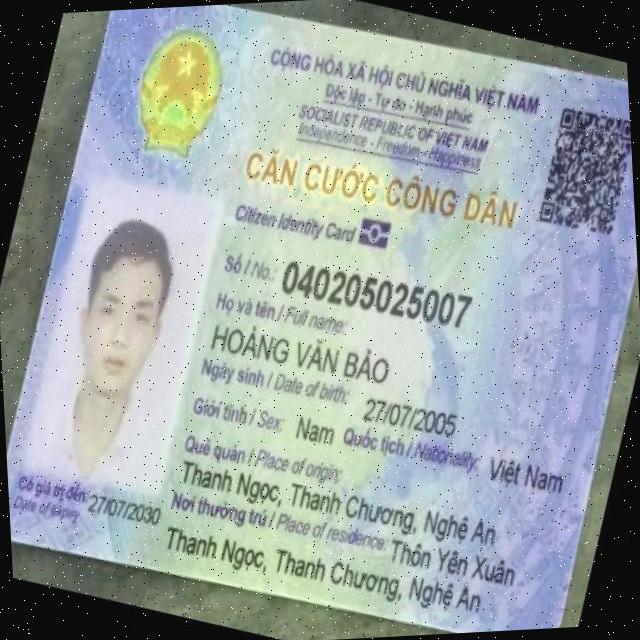 CỘNG HÒA XÃ HỘI CHỦ NGHĨA VIỆT NAM
Độc lập - Tự do - Hạnh phúc
SOCIALIST REPUBLIC OF VIET NAM
Independence - Freedom - Happiness
CĂN CƯỚC CÔNG DÂN
Citizen Identity Card
Số / No.: 040205025007
Họ và tên / Full name:
HOÀNG VĂN BẢO
Ngày sinh / Date of birth: 27/07/2005
Giới tính / Sex: Nam Quốc tịch / Nationality: Việt Nam
Quê quán / Place of origin:
Thanh Ngọc, Thanh Chương, Nghệ An
Nơi thường trú / Place of residence: Thôn Yên Xuân
Thanh Ngọc, Thanh Chương, Nghệ An
Có giá trị đến: 27/07/2030
Date of expiry